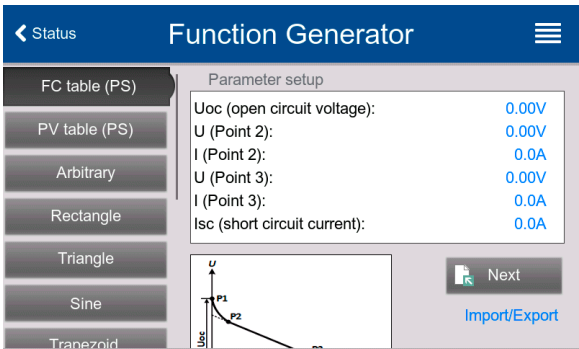 Status
Function Generator
FC table (PS)
PV table (PS)
Arbitrary
Rectangle
Triangle
Sine
Trapezoid
Parameter setup
Uoc (open circuit voltage): 0.00V
U (Point 2): 0.00V
I (Point 2): 0.0A
U (Point 3): 0.00V
I (Point 3): 0.0A
Isc (short circuit current): 0.0A
U
P1
P2
Uoc
Next
Import/Export